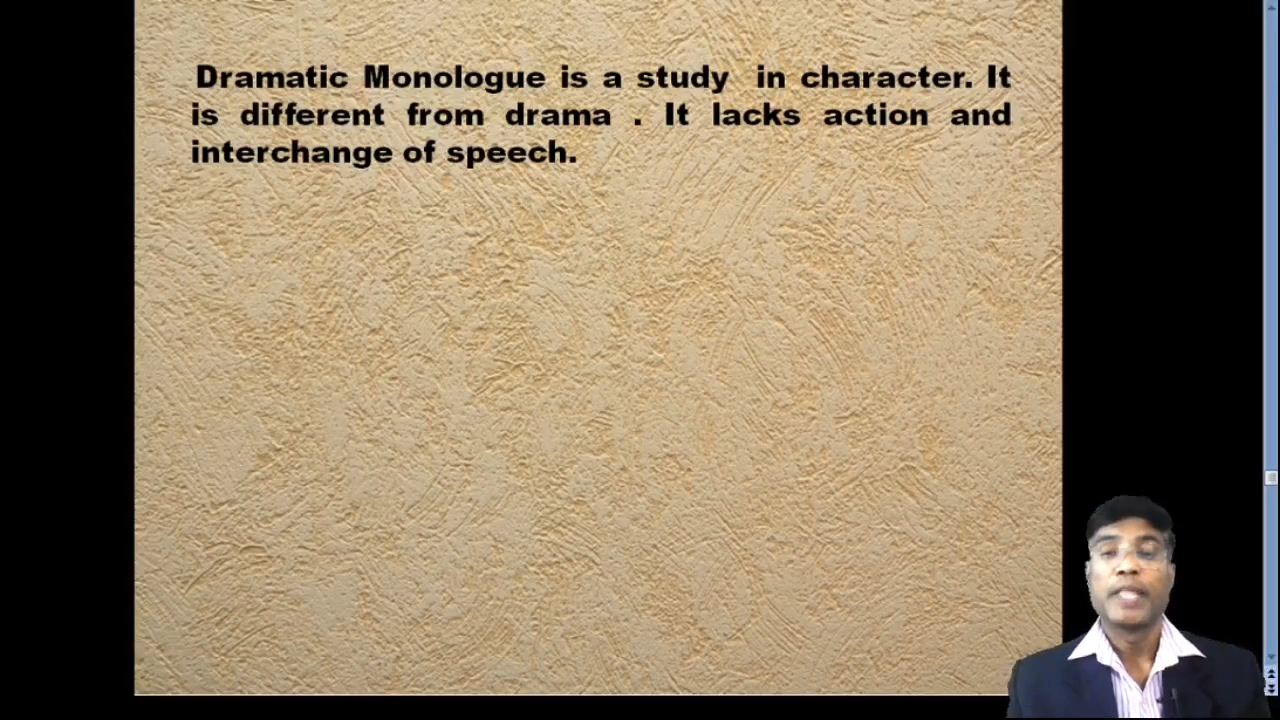 Dramatic Monologue is a study in character. It
is different from drama . It lacks action and
interchange of speech.